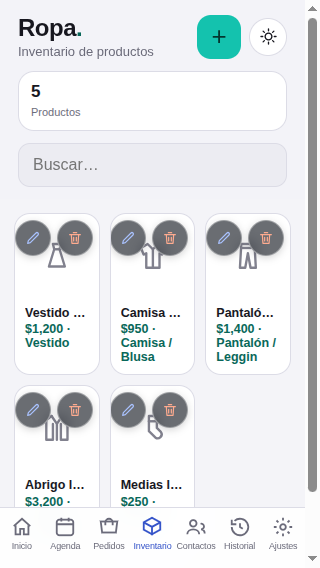 Ropa.
Inventario de productos
5
Productos
Buscar…
Vestido …
$1,200 ·
Vestido
Camisa …
$950 ·
Camisa /
Blusa
Pantaló…
$1,400 ·
Pantalón /
Leggin
Abrigo l…
$3,200 ·
Medias l…
$250 ·
Inicio
Agenda
Pedidos
Inventario
Contactos
Historial
Ajustes